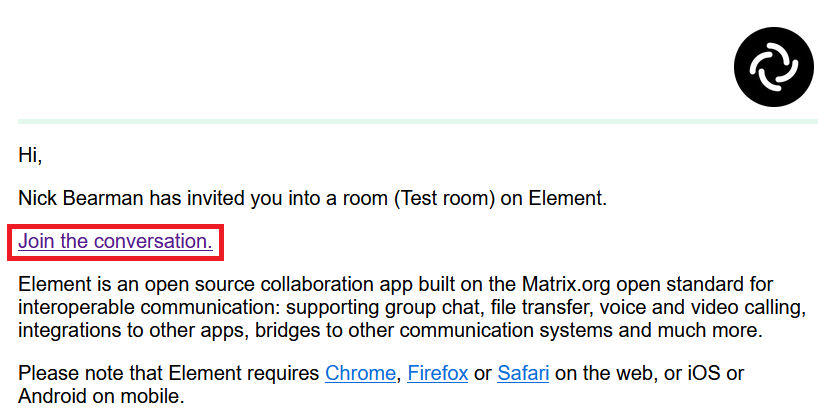 Hi,
Nick Bearman has invited you into a room (Test room) on Element.
Join the conversation.
Element is an open source collaboration app built on the Matrix.org open standard for
interoperable communication: supporting group chat, file transfer, voice and video calling,
integrations to other apps, bridges to other communication systems and much more.
Please note that Element requires Chrome, Firefox or Safari on the web, or iOS or
Android on mobile.